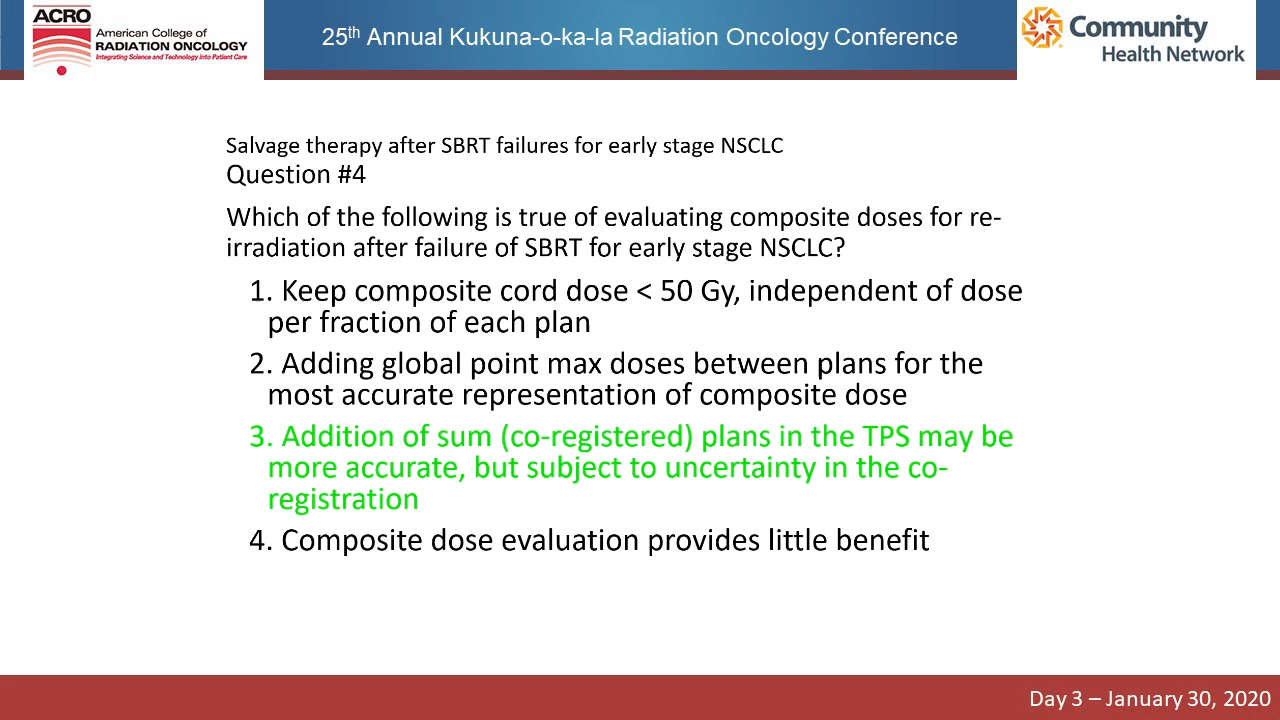 ACRO
American College of
RADIATION ONCOLOGY
Integrating Science and Technology Into Patient Care
25th Annual Kukuna-o-ka-la Radiation Oncology Conference
Community
Health Network
Salvage therapy after SBRT failures for early stage NSCLC
Question #4
Which of the following is true of evaluating composite doses for re-
irradiation after failure of SBRT for early stage NSCLC?
1. Keep composite cord dose < 50 Gy, independent of dose
per fraction of each plan
2. Adding global point max doses between plans for the
most accurate representation of composite dose
3. Addition of sum (co-registered) plans in the TPS may be
more accurate, but subject to uncertainty in the co-
registration
4. Composite dose evaluation provides little benefit
Day 3 – January 30, 2020